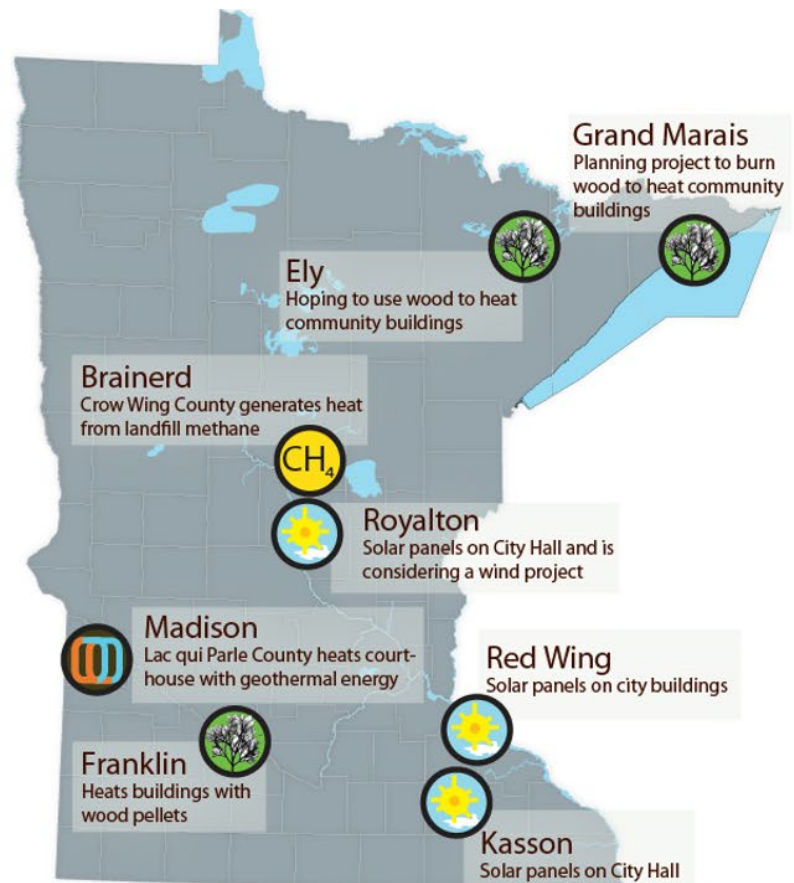 Grand Marais
Planning project to burn
wood to heat community
buildings
Ely
Hoping to use wood to heat
community buildings
Brainerd
Crow Wing County generates heat
from landfill methane
CH₄
Royalton
Solar panels on City Hall and is
considering a wind project
Madison
Lac qui Parle County heats court-
house with geothermal energy
Red Wing
Solar panels on city buildings
Franklin
Heats buildings with
wood pellets
Kasson
Solar panels on City Hall